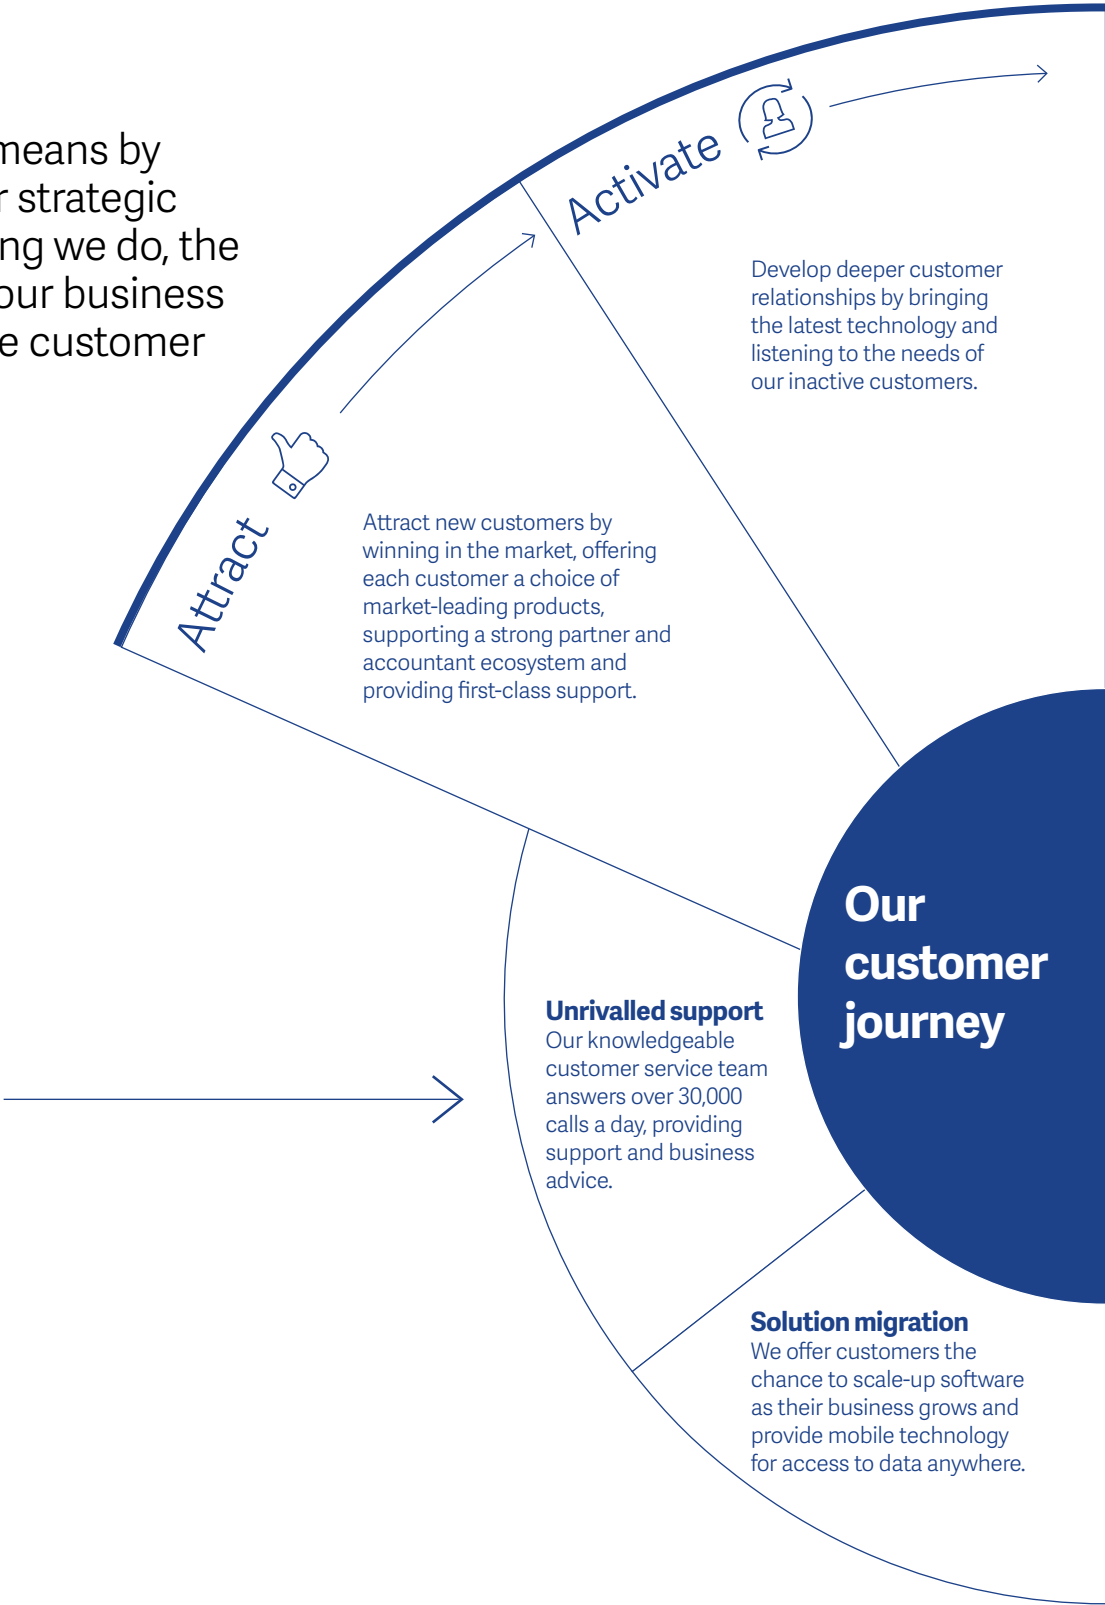 means by
r strategic
ng we do, the
our business
e customer
Activate
Develop deeper customer
relationships by bringing
the latest technology and
listening to the needs of
our inactive customers.
Attract
Attract new customers by
winning in the market, offering
each customer a choice of
market-leading products,
supporting a strong partner and
accountant ecosystem and
providing first-class support.
Our
customer
journey
Unrivalled support
Our knowledgeable
customer service team
answers over 30,000
calls a day, providing
support and business
advice.
Solution migration
We offer customers the
chance to scale-up software
as their business grows and
provide mobile technology
for access to data anywhere.